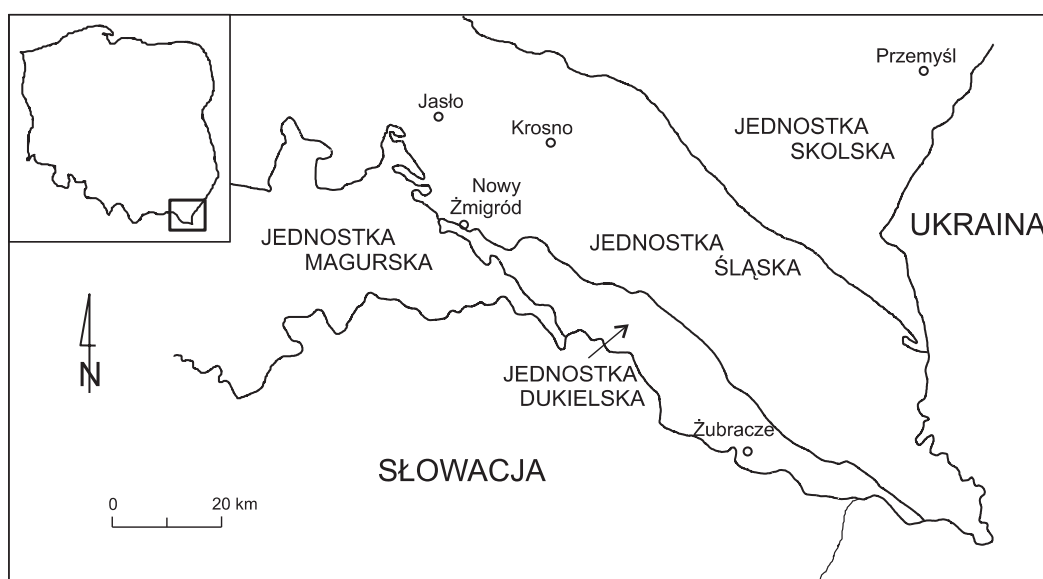 Przemyśl
Jasło
Krosno
JEDNOSTKA
SKOLSKA
Nowy
Żmigród
UKRAINA
JEDNOSTKA
MAGURSKA
JEDNOSTKA
ŚLĄSKA
N
JEDNOSTKA
DUKIELSKA
Żubracze
SŁOWACJA
0 20 km